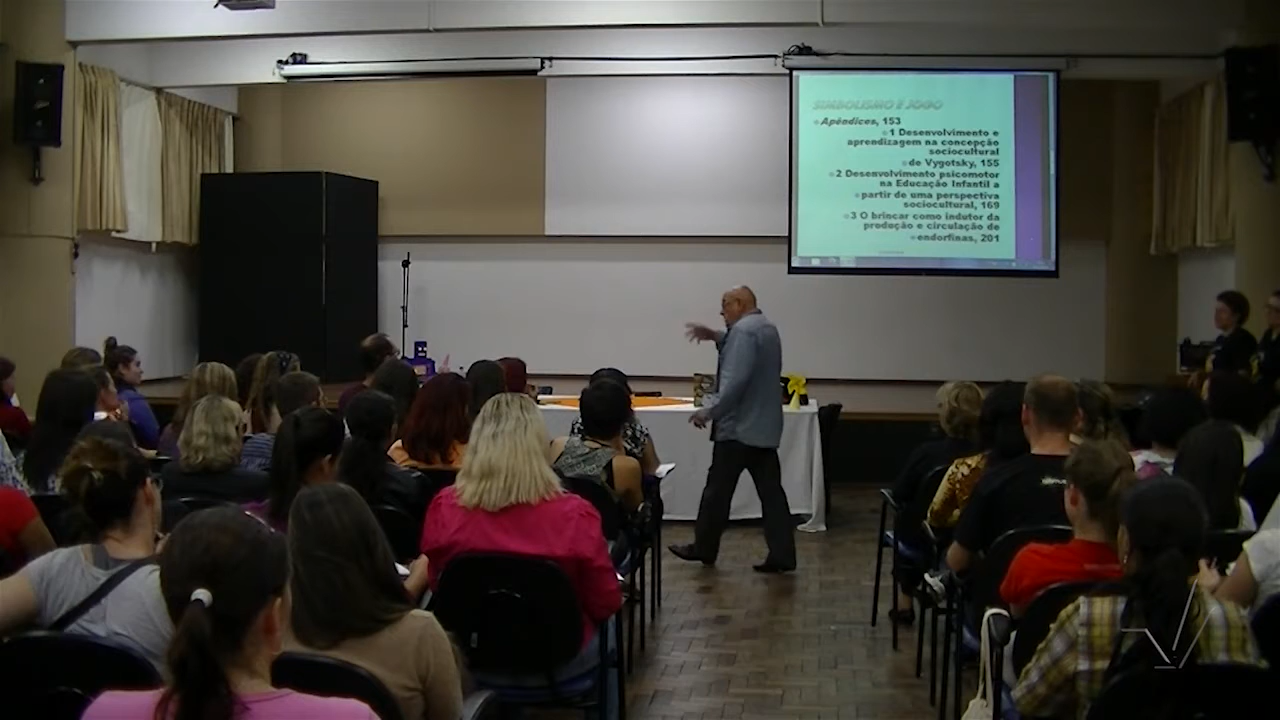 SIMBOLISMO E JOGO
Apêndices, 153
1 Desenvolvimento e
aprendizagem na concepção
sociocultural
de Vygotsky, 155
2 Desenvolvimento psicomotor
na Educação Infantil a
partir de uma perspectiva
sociocultural, 169
3 O brincar como indutor da
produção e circulação de
endorfinas, 201